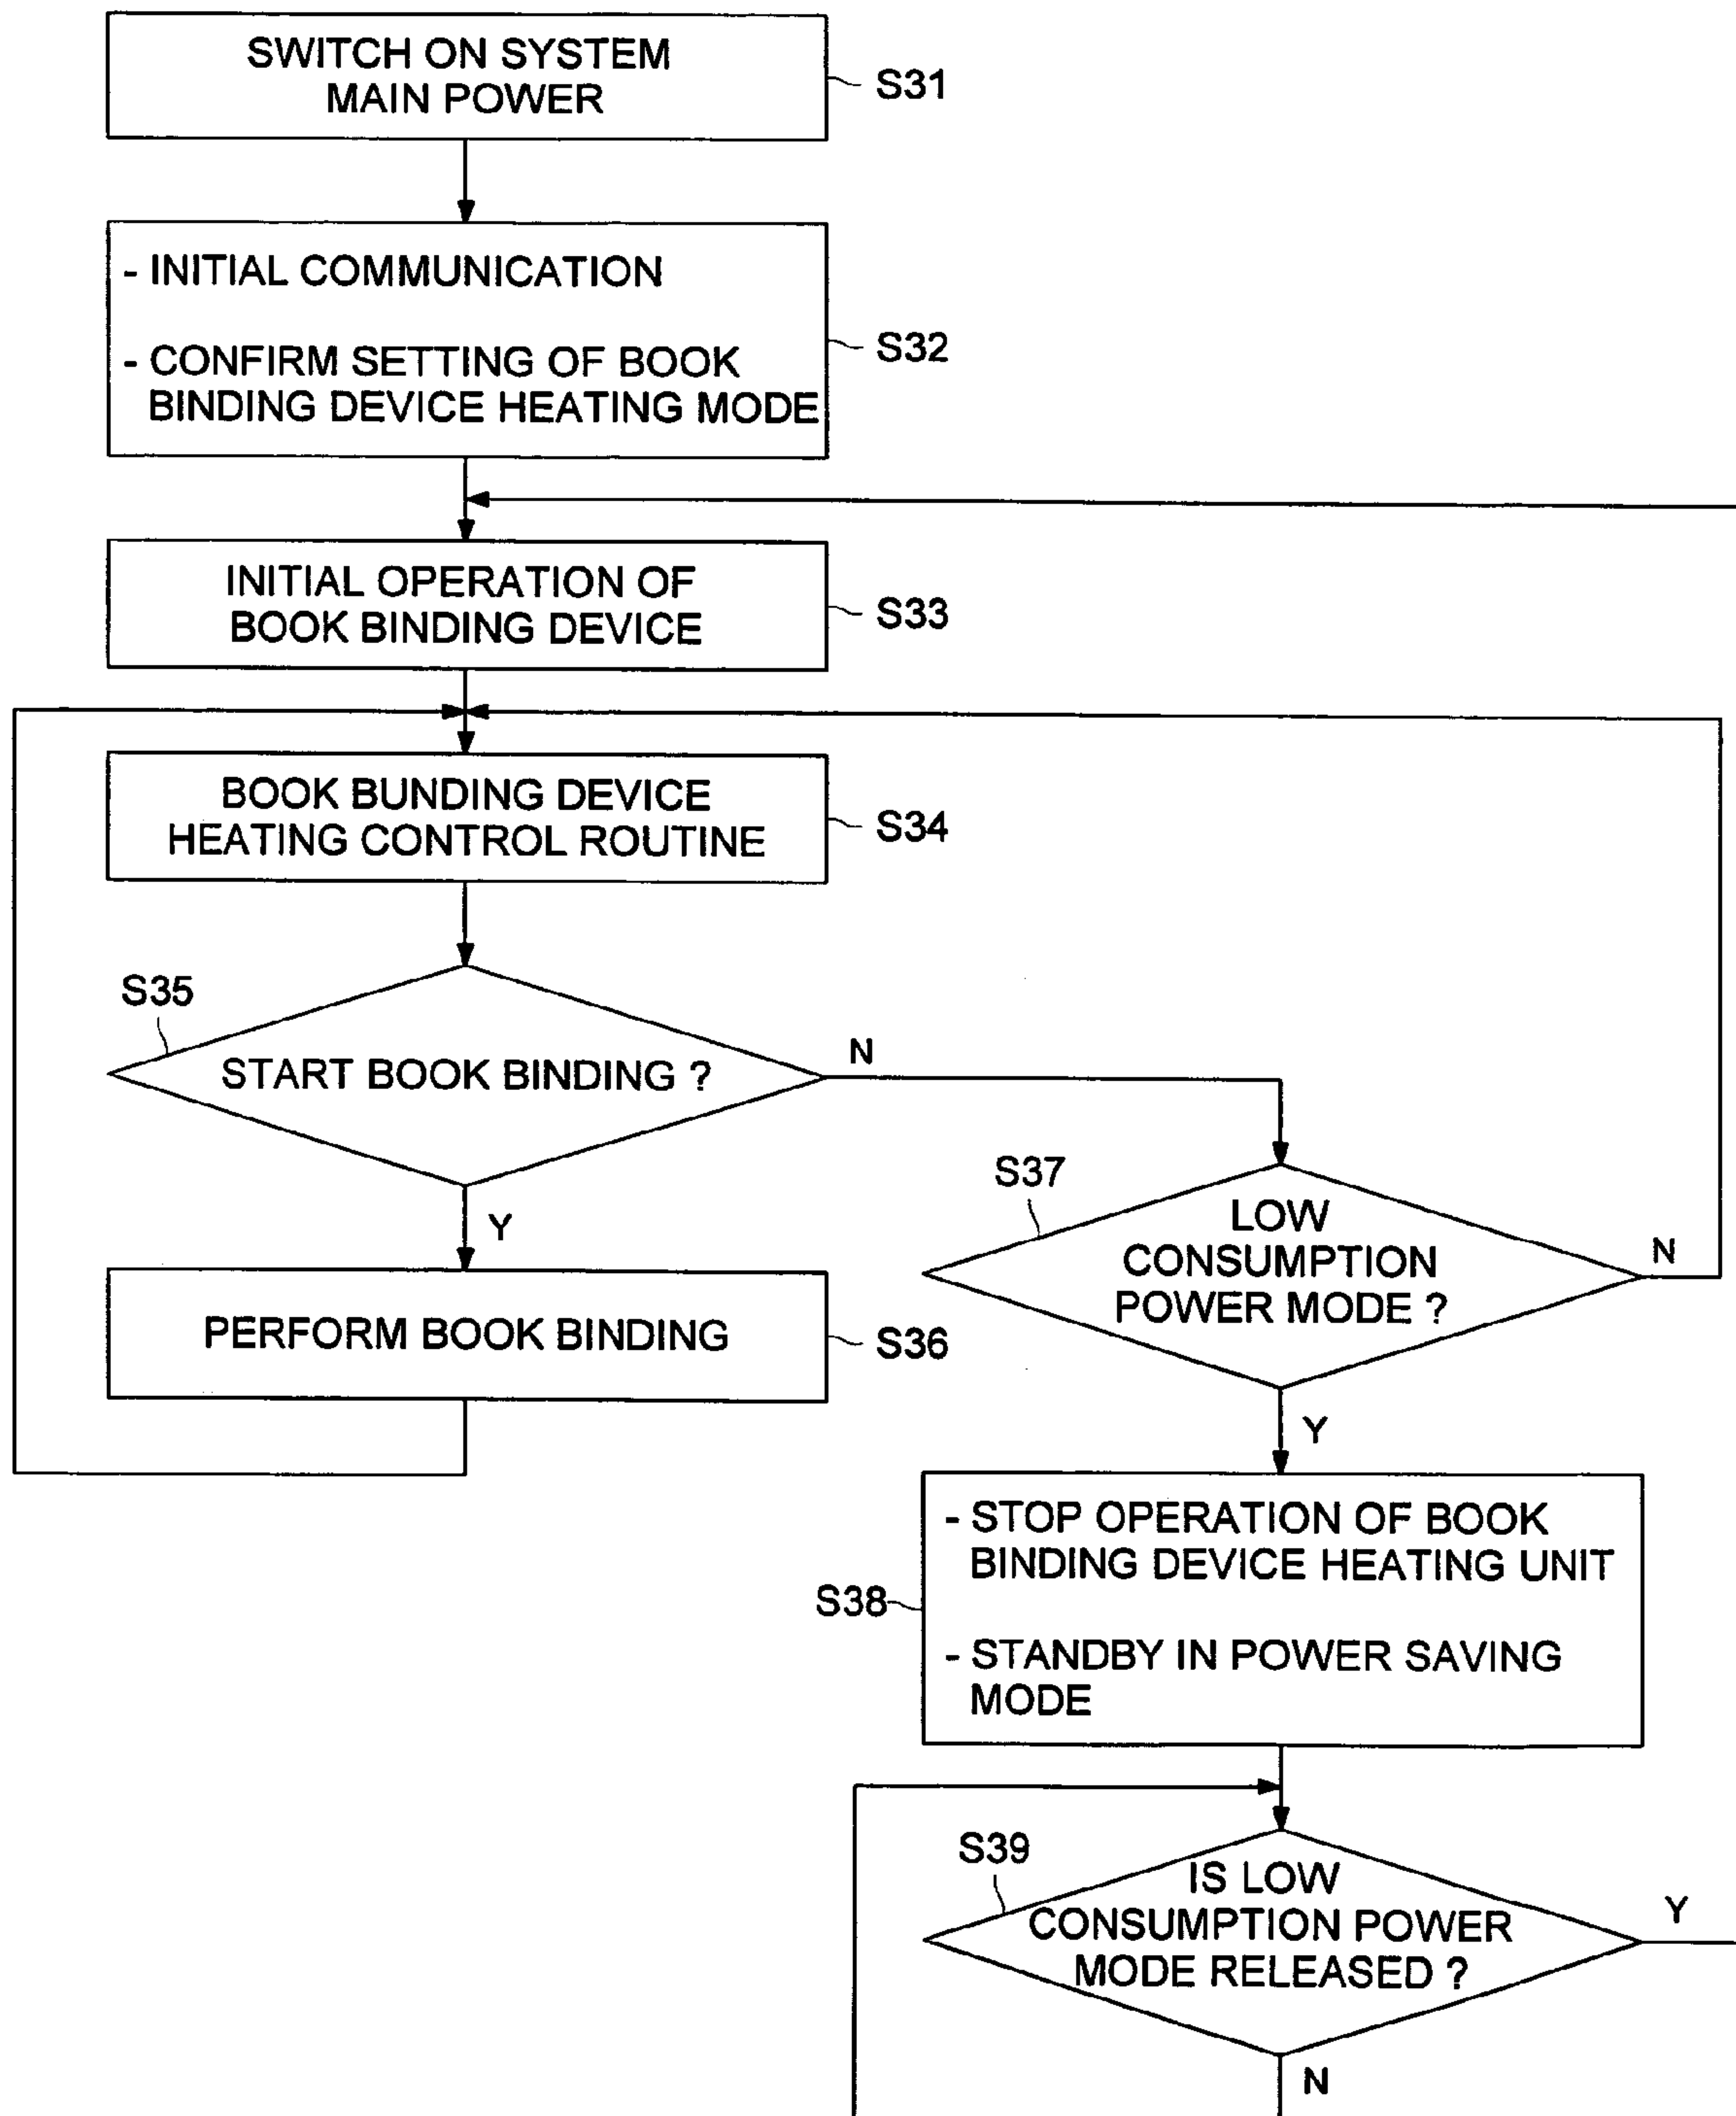 SWITCH ON SYSTEM
MAIN POWER
S31
- INITIAL COMMUNICATION
- CONFIRM SETTING OF BOOK
BINDING DEVICE HEATING MODE
S32
INITIAL OPERATION OF
BOOK BINDING DEVICE
S33
BOOK BUNDING DEVICE
HEATING CONTROL ROUTINE
S34
S35
START BOOK BINDING ?
N
Y
PERFORM BOOK BINDING
S36
S37
LOW
CONSUMPTION
POWER MODE ?
N
Y
- STOP OPERATION OF BOOK
BINDING DEVICE HEATING UNIT
- STANDBY IN POWER SAVING
MODE
S38
S39
IS LOW
CONSUMPTION POWER
MODE RELEASED ?
Y
N